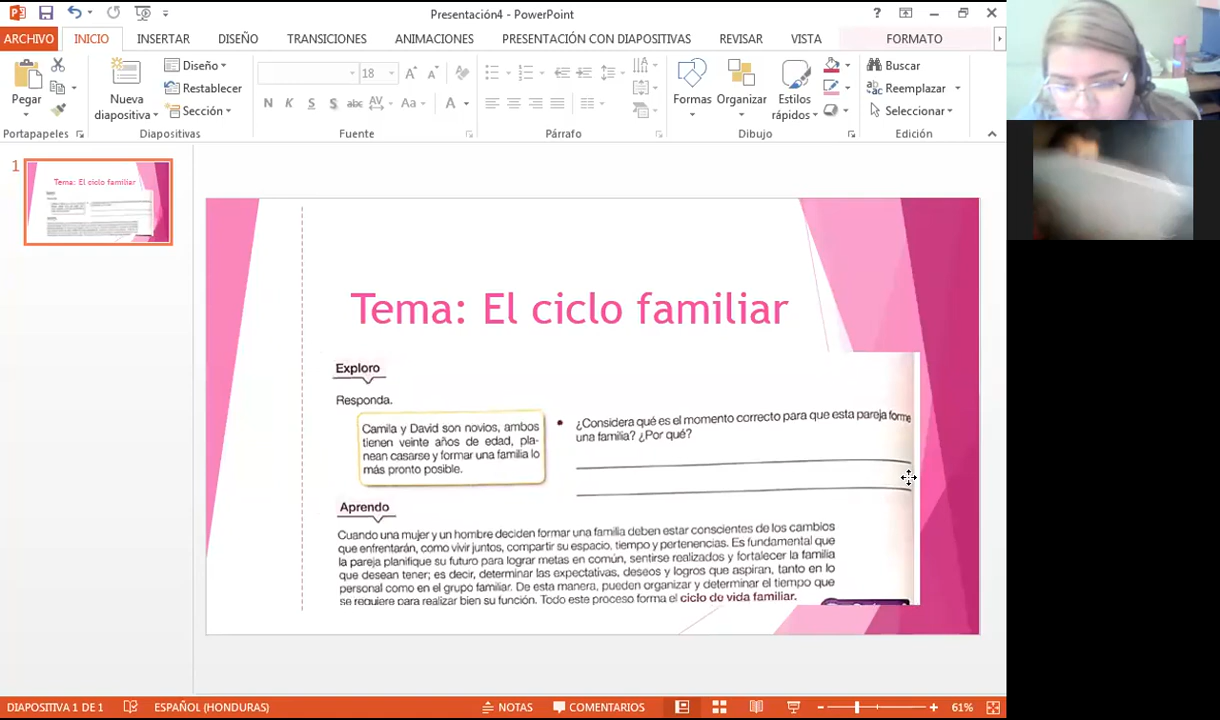 Presentación4 - PowerPoint
?
ARCHIVO INICIO INSERTAR DISEÑO TRANSICIONES ANIMACIONES PRESENTACIÓN CON DIAPOSITIVAS REVISAR VISTA FORMATO
Pegar
Portapapeles
Nueva
diapositiva
Diseño
Restablecer
Sección
Diapositivas
18
N K S S abc AV Aa A
Fuente
Párrafo
Formas
Organizar
Estilos
rápidos
Dibujo
Buscar
Reemplazar
Seleccionar
Edición
1
Tema: El ciclo familiar
Tema: El ciclo familiar
Exploro
Responda.
Camila y David son novios, ambos
tienen veinte años de edad, pla-
nean casarse y formar una familia lo
más pronto posible.
• ¿Considera qué es el momento correcto para que esta pareja forme
una familia? ¿Por qué?
Aprendo
Cuando una mujer y un hombre deciden formar una familia deben estar conscientes de los cambios
que enfrentarán, como vivir juntos, compartir su espacio, tiempo y pertenencias. Es fundamental que
la pareja planifique su futuro para lograr metas en común, sentirse realizados y fortalecer la familia
que desean tener; es decir, determinar las expectativas, deseos y logros que aspiran, tanto en lo
personal como en el grupo familiar. De esta manera, pueden organizar y determinar el tiempo que
se requiere para realizar bien su función. Todo este proceso forma el ciclo de vida familiar.
DIAPOSITIVA 1 DE 1 ESPAÑOL (HONDURAS) NOTAS COMENTARIOS 61%